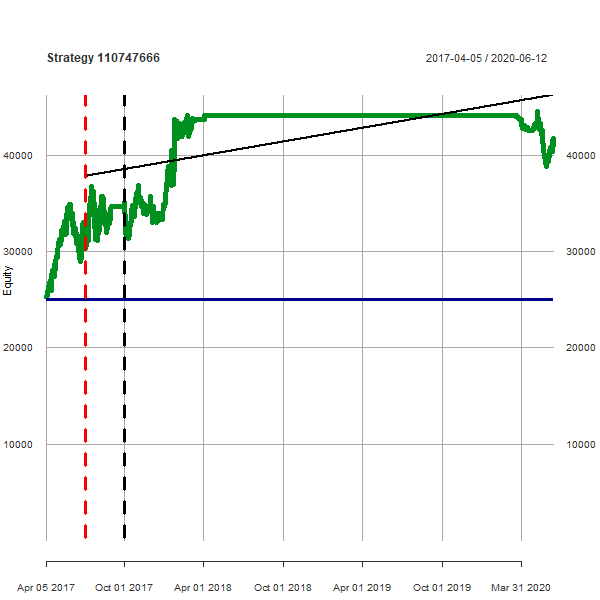 Strategy 110747666
2017-04-05 / 2020-06-12
40000
40000
30000
30000
Equity
20000
20000
10000
10000
Apr 05 2017
Oct 01 2017
Apr 01 2018
Oct 01 2018
Apr 01 2019
Oct 01 2019
Mar 31 2020